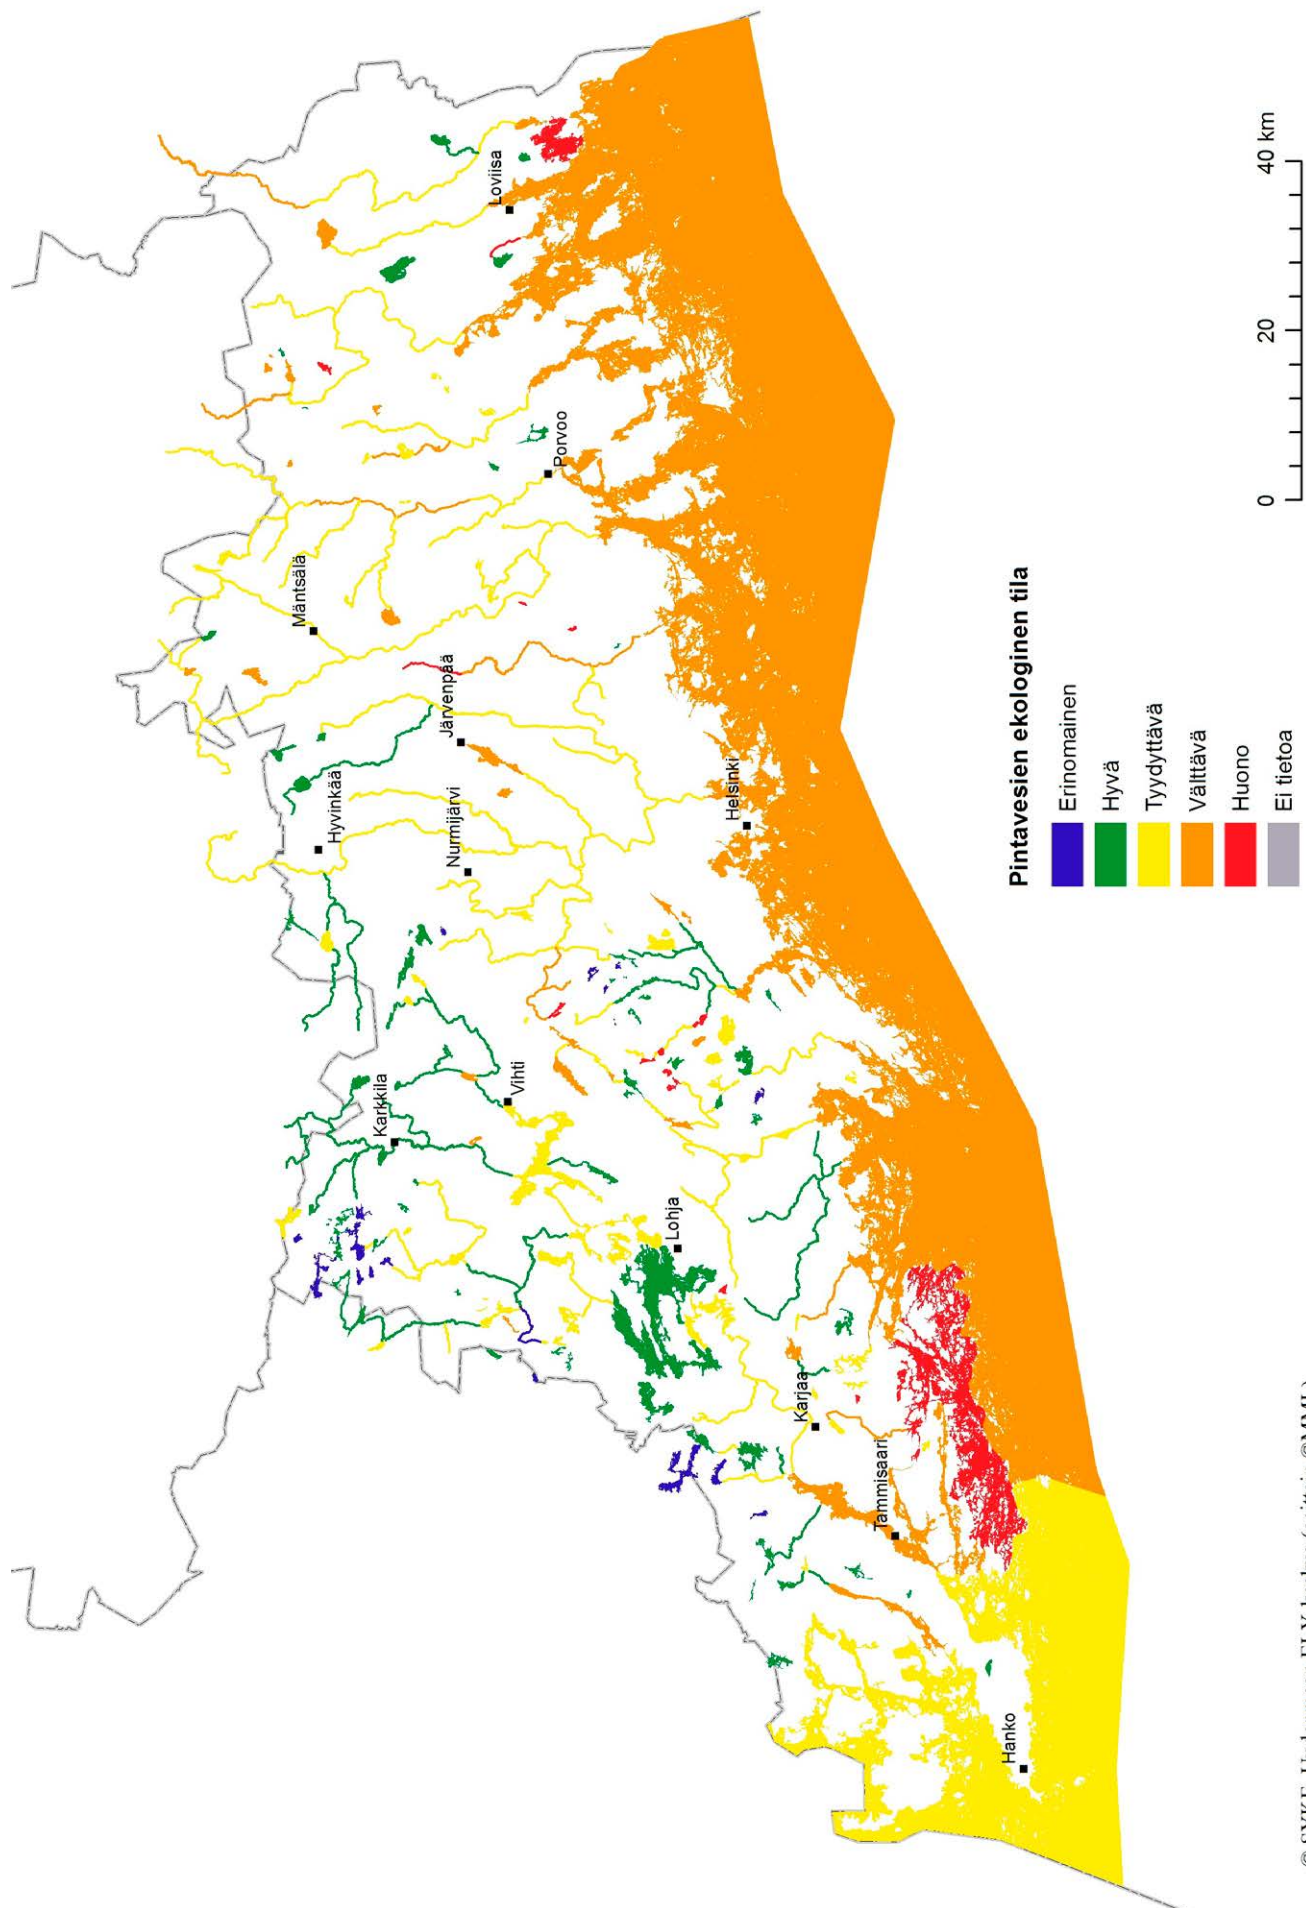 Loviisa
Porvoo
Mäntsälä
Järvenpää
Hyvinkää
Nurmijärvi
Helsinki
Karkkila
Vihti
Lohja
Karjaa
Tammisaari
Hanko
Pintavesien ekologinen tila
Erinomainen
Hyvä
Tyydyttävä
Välttävä
Huono
Ei tietoa
0 20 40 km